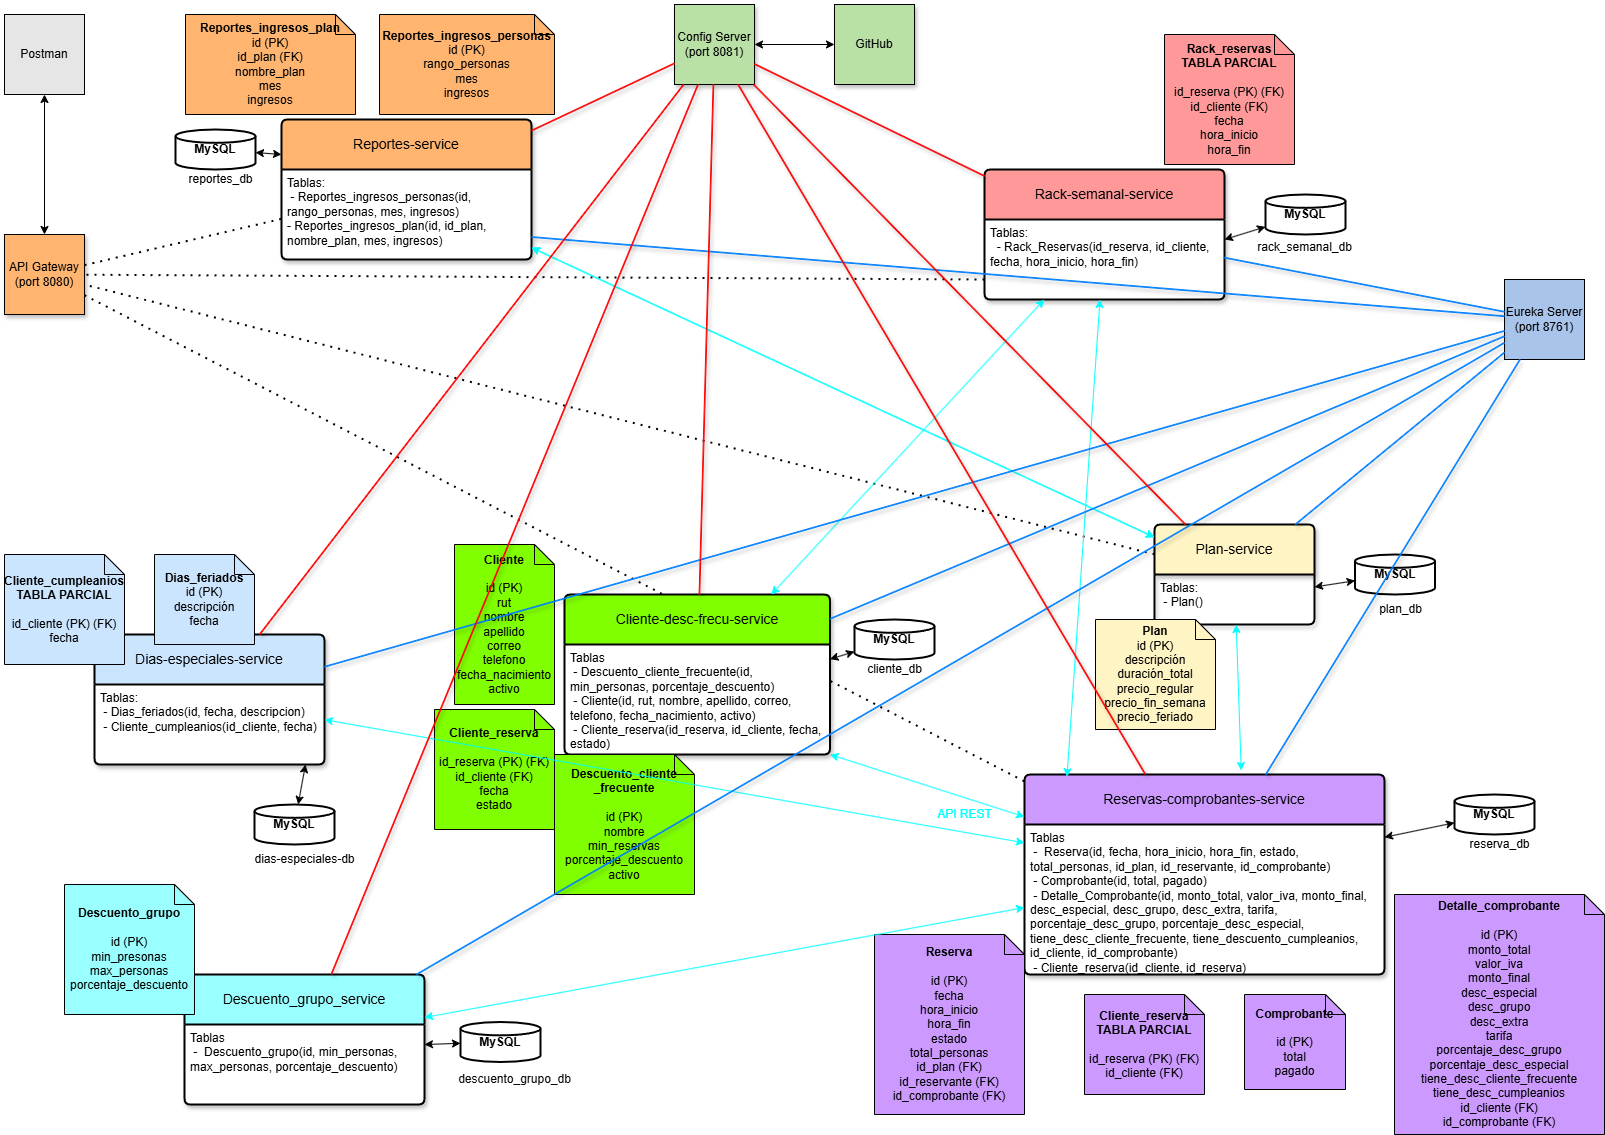 Postman
Reportes_ingresos_plan
id (PK)
id_plan (FK)
nombre_plan
mes
ingresos
Reportes_ingresos_personas
id (PK)
rango_personas
mes
ingresos
Config Server
(port 8081)
GitHub
Rack_reservas
TABLA PARCIAL
id_reserva (PK) (FK)
id_cliente (FK)
fecha
hora_inicio
hora_fin
MySQL
reportes_db
Reportes-service
Tablas:
- Reportes_ingresos_personas(id,
rango_personas, mes, ingresos)
- Reportes_ingresos_plan(id, id_plan,
nombre_plan, mes, ingresos)
Rack-semanal-service
Tablas:
- Rack_Reservas(id_reserva, id_cliente,
fecha, hora_inicio, hora_fin)
MySQL
rack_semanal_db
API Gateway
(port 8080)
Eureka Server
(port 8761)
Plan-service
Tablas:
- Plan()
MySQL
plan_db
Plan
id (PK)
descripción
duración_total
precio_regular
precio_fin_semana
precio_feriado
Cliente_cumpleanios
TABLA PARCIAL
id_cliente (PK) (FK)
fecha
Dias_feriados
id (PK)
descripción
fecha
Dias-especiales-service
Tablas:
- Dias_feriados(id, fecha, descripcion)
- Cliente_cumpleanios(id_cliente, fecha)
MySQL
dias-especiales-db
Cliente
id (PK)
rut
nombre
apellido
correo
telefono
fecha_nacimiento
activo
Cliente-desc-frecu-service
Tablas
- Descuento_cliente_frecuente(id,
min_personas, porcentaje_descuento)
- Cliente(id, rut, nombre, apellido, correo,
telefono, fecha_nacimiento, activo)
- Cliente_reserva(id_reserva, id_cliente, fecha,
estado)
MySQL
cliente_db
Cliente_reserva
id_reserva (PK) (FK)
id_cliente (FK)
fecha
estado
Descuento_cliente
_frecuente
id (PK)
nombre
min_reservas
porcentaje_descuento
activo
API REST
Reservas-comprobantes-service
Tablas
- Reserva(id, fecha, hora_inicio, hora_fin, estado,
total_personas, id_plan, id_reservante, id_comprobante)
- Comprobante(id, total, pagado)
- Detalle_Comprobante(id, monto_total, valor_iva, monto_final,
desc_especial, desc_grupo, desc_extra, tarifa,
porcentaje_desc_grupo, porcentaje_desc_especial,
tiene_desc_cliente_frecuente, tiene_descuento_cumpleanios,
id_cliente, id_comprobante)
- Cliente_reserva(id_cliente, id_reserva)
MySQL
reserva_db
Descuento_grupo
id (PK)
min_presonas
max_personas
porcentaje_descuento
Descuento_grupo_service
Tablas
- Descuento_grupo(id, min_personas,
max_personas, porcentaje_descuento)
MySQL
descuento_grupo_db
Reserva
id (PK)
fecha
hora_inicio
hora_fin
estado
total_personas
id_plan (FK)
id_reservante (FK)
id_comprobante (FK)
Cliente_reserva
TABLA PARCIAL
id_reserva (PK) (FK)
id_cliente (FK)
Comprobante
id (PK)
total
pagado
Detalle_comprobante
id (PK)
monto_total
valor_iva
monto_final
desc_especial
desc_grupo
desc_extra
tarifa
porcentaje_desc_grupo
porcentaje_desc_especial
tiene_desc_cliente_frecuente
tiene_desc_cumpleanios
id_cliente (FK)
id_comprobante (FK)